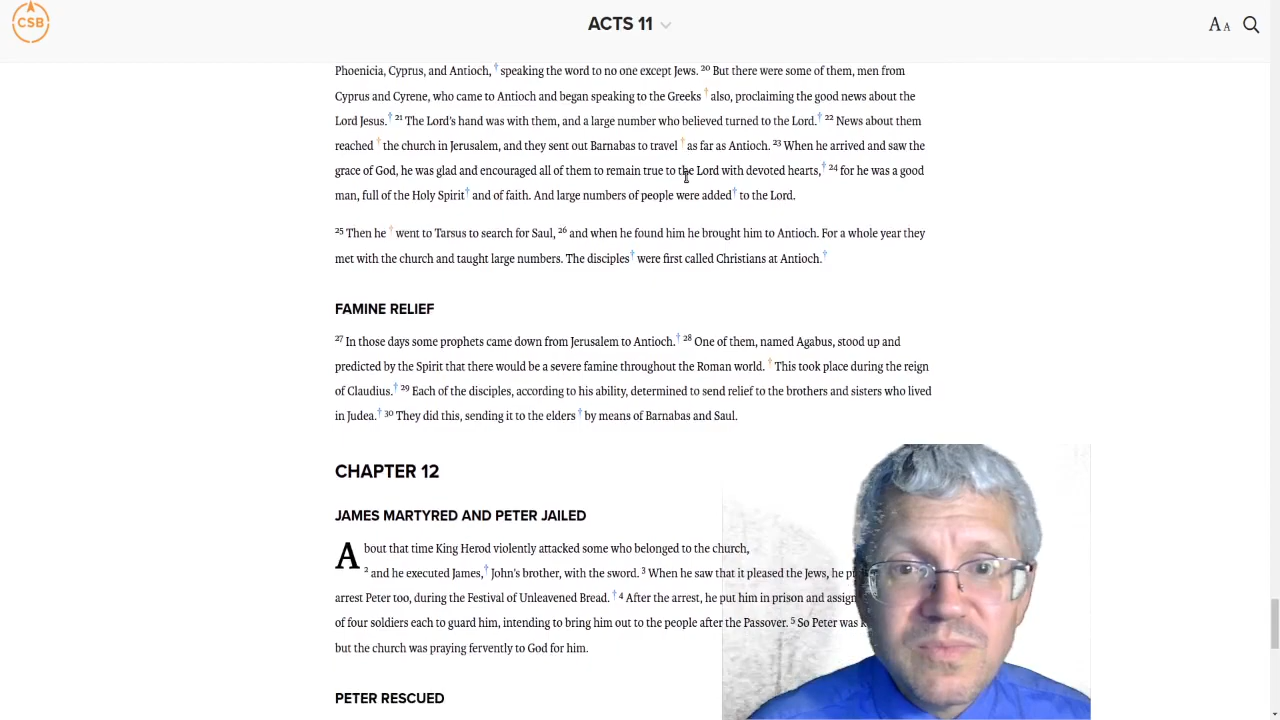 CSB
ACTS 11
A A
Phoenicia, Cyprus, and Antioch, † speaking the word to no one except Jews. 20 But there were some of them, men from
Cyprus and Cyrene, who came to Antioch and began speaking to the Greeks † also, proclaiming the good news about the
Lord Jesus.† 21 The Lord's hand was with them, and a large number who believed turned to the Lord.† 22 News about them
reached † the church in Jerusalem, and they sent out Barnabas to travel † as far as Antioch. 23 When he arrived and saw the
grace of God, he was glad and encouraged all of them to remain true to the Lord with devoted hearts,† 24 for he was a good
man, full of the Holy Spirit† and of faith. And large numbers of people were added† to the Lord.
25 Then he † went to Tarsus to search for Saul, 26 and when he found him he brought him to Antioch. For a whole year they
met with the church and taught large numbers. The disciples† were first called Christians at Antioch.†
FAMINE RELIEF
27 In those days some prophets came down from Jerusalem to Antioch.† 28 One of them, named Agabus, stood up and
predicted by the Spirit that there would be a severe famine throughout the Roman world. † This took place during the reign
of Claudius.† 29 Each of the disciples, according to his ability, determined to send relief to the brothers and sisters who lived
in Judea.† 30 They did this, sending it to the elders † by means of Barnabas and Saul.
CHAPTER 12
JAMES MARTYRED AND PETER JAILED
About that time King Herod violently attacked some who belonged to the church,
2 and he executed James,† John's brother, with the sword. 3 When he saw that it pleased the Jews, he
arrest Peter too, during the Festival of Unleavened Bread. † 4 After the arrest, he put him in prison and
of four soldiers each to guard him, intending to bring him out to the people after the Passover. 5 So Peter was
but the church was praying fervently to God for him.
PETER RESCUED